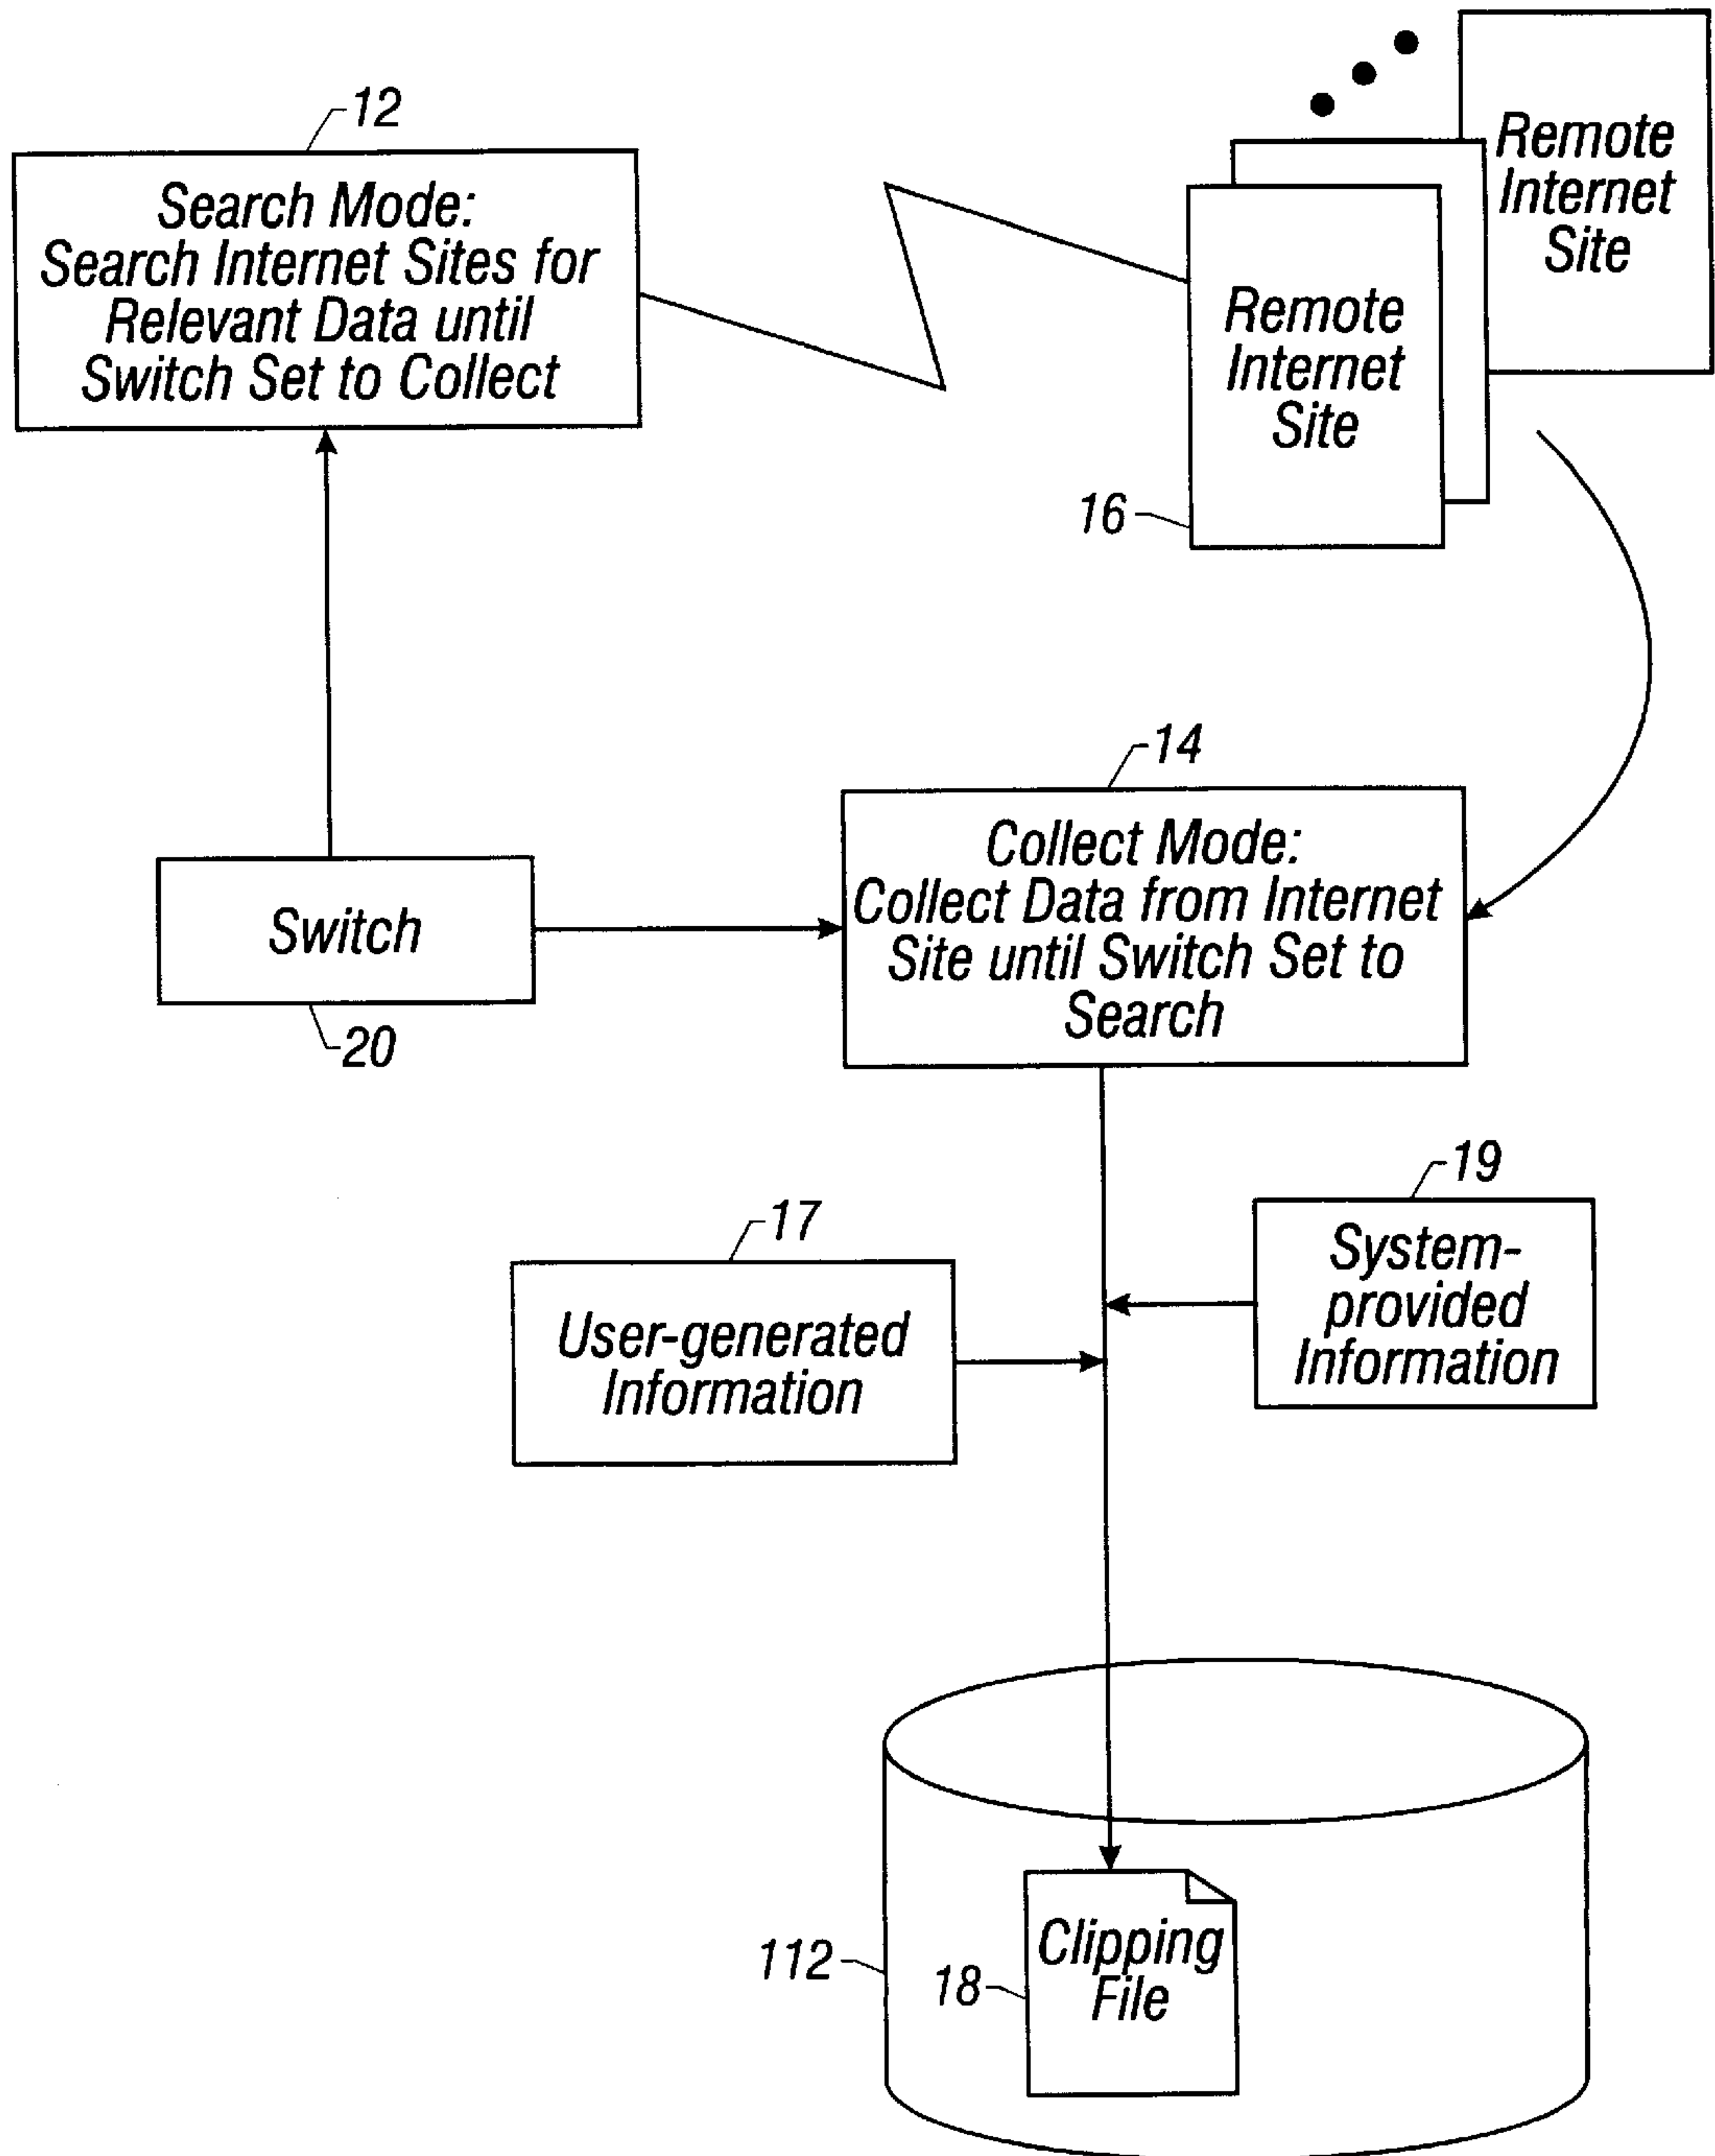 12
Search Mode:
Search Internet Sites for
Relevant Data until
Switch Set to Collect
Remote
Internet
Site
Remote
Internet
Site
16
14
Collect Mode:
Collect Data from Internet
Site until Switch Set to
Search
Switch
20
19
System-
provided
Information
17
User-generated
Information
112
18
Clipping
File